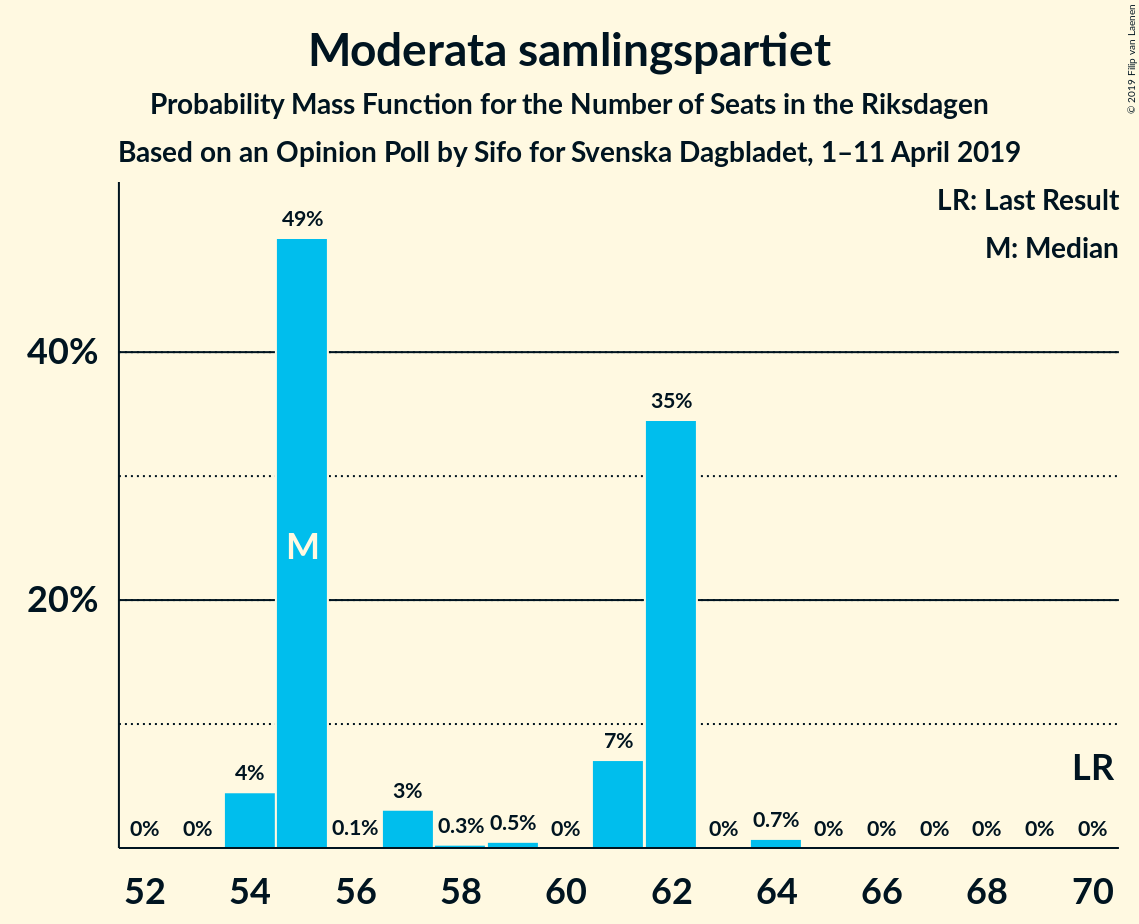 Moderata samlingspartiet
Probability Mass Function for the Number of Seats in the Riksdagen
Based on an Opinion Poll by Sifo for Svenska Dagbladet, 1–11 April 2019
© 2019 Filip van Laenen
LR: Last Result
M: Median
40%
20%
0% 0% 4% 49% 0.1% 3% 0.3% 0.5% 0% 7% 35% 0% 0.7% 0% 0% 0% 0% 0% 0%
M
LR
52 54 56 58 60 62 64 66 68 70